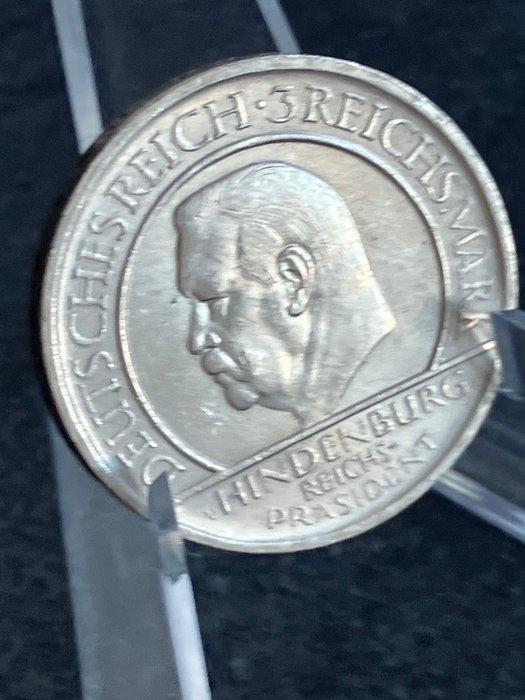 DEUTSCHES REICH · 3 REICHSMARK
HINDENBURG
REICHS-
PRÄSIDENT